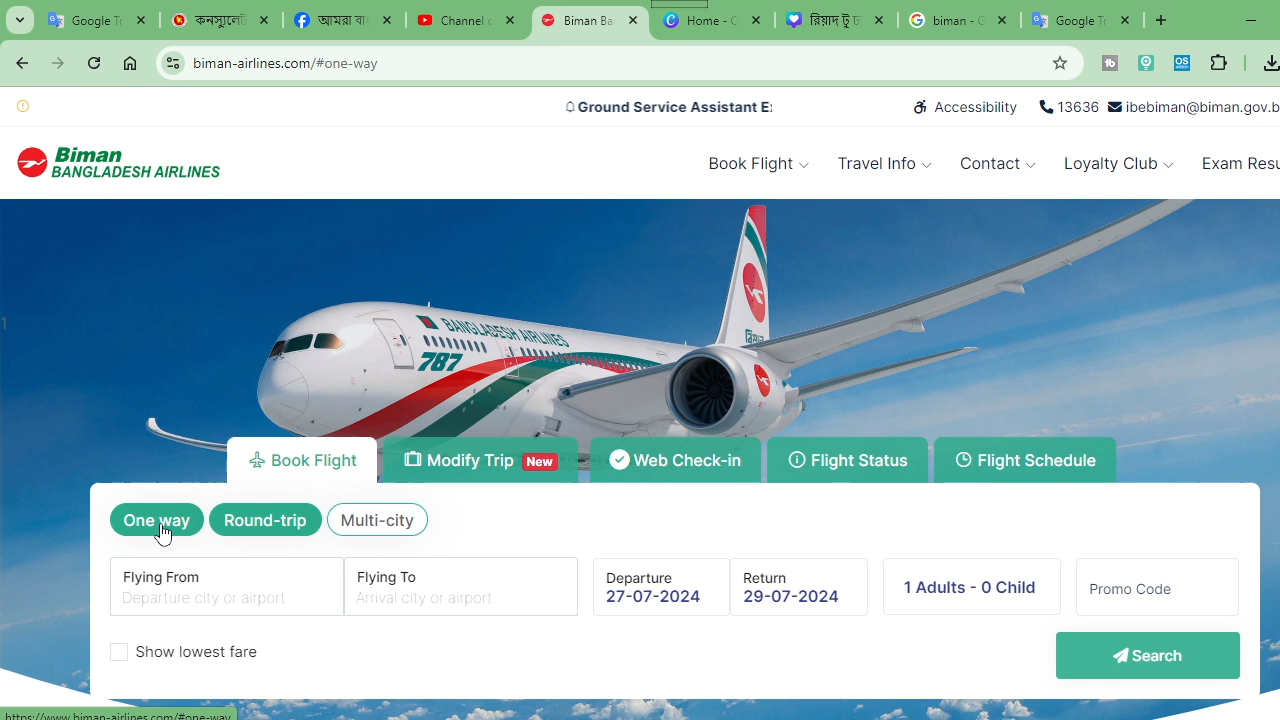 Google Tr
কনস্যুলেট
আমরা বা
Channel c
Biman Ba
Home - C
রিয়াদ টু ঢ
biman - G
Google Tr
biman-airlines.com/#one-way
Ground Service Assistant Ex
Accessibility
13636
ibebiman@biman.gov.b
Biman
BANGLADESH AIRLINES
Book Flight
Travel Info
Contact
Loyalty Club
Exam Resu
BANGLADESH AIRLINES
787
Book Flight
Modify Trip New
Web Check-in
Flight Status
Flight Schedule
One way
Round-trip
Multi-city
Flying From
Departure city or airport
Flying To
Arrival city or airport
Departure
27-07-2024
Return
29-07-2024
1 Adults - 0 Child
Promo Code
Show lowest fare
Search
https://www.biman-airlines.com/#one-way